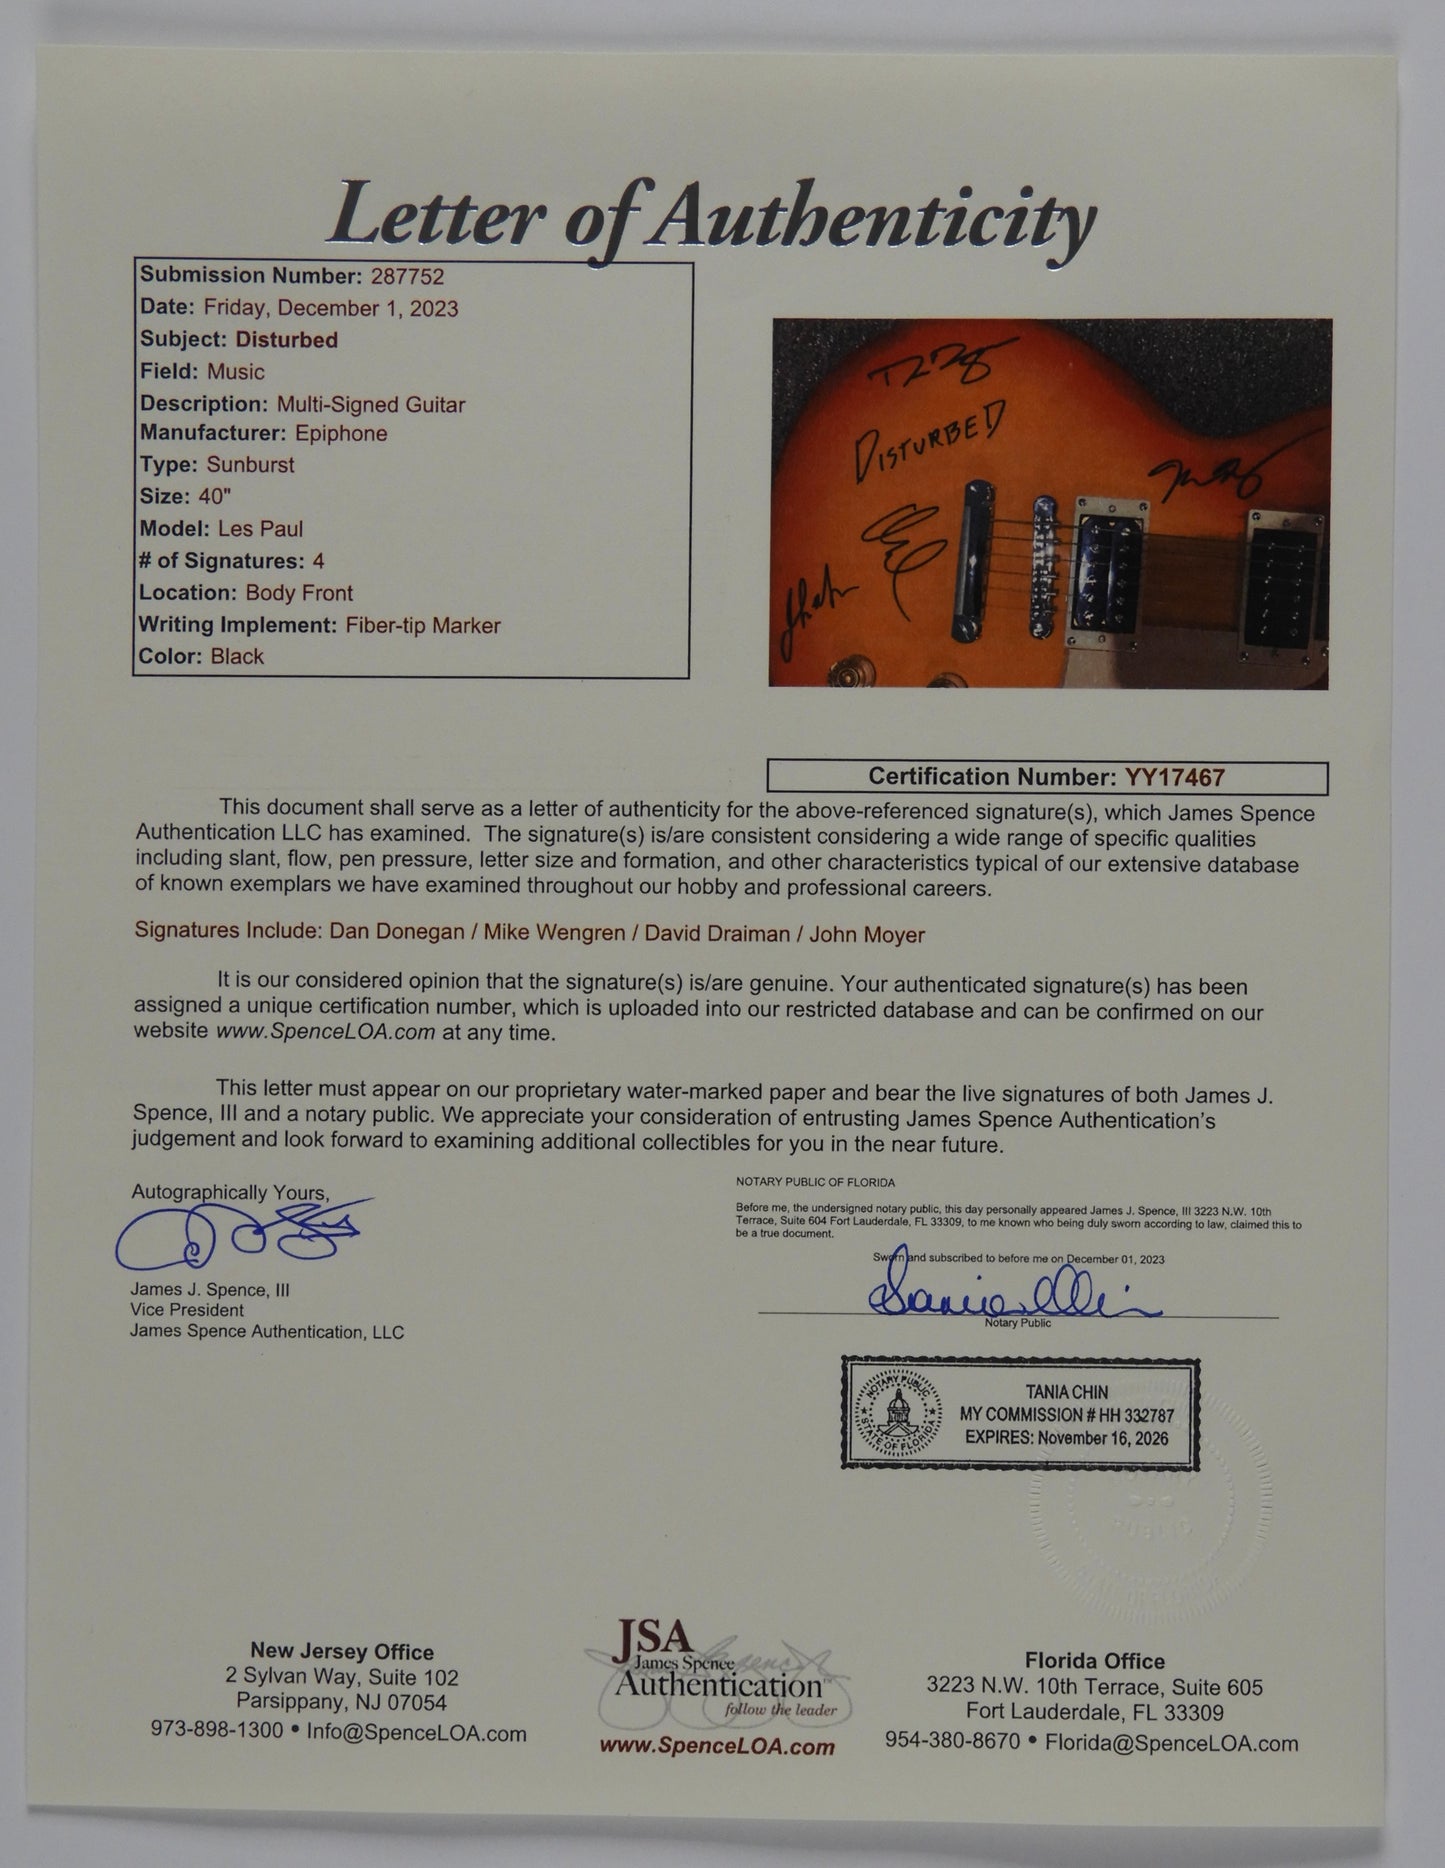 Letter of Authenticity
Submission Number: 287752
Date: Friday, December 1, 2023
Subject: Disturbed
Field: Music
Description: Multi-Signed Guitar
Manufacturer: Epiphone
Type: Sunburst
Size: 40"
Model: Les Paul
# of Signatures: 4
Location: Body Front
Writing Implement: Fiber-tip Marker
Color: Black
DISTURBED
Certification Number: YY17467
This document shall serve as a letter of authenticity for the above-referenced signature(s), which James Spence
Authentication LLC has examined. The signature(s) is/are consistent considering a wide range of specific qualities
including slant, flow, pen pressure, letter size and formation, and other characteristics typical of our extensive database
of known exemplars we have examined throughout our hobby and professional careers.
Signatures Include: Dan Donegan / Mike Wengren / David Draiman / John Moyer
It is our considered opinion that the signature(s) is/are genuine. Your authenticated signature(s) has been
assigned a unique certification number, which is uploaded into our restricted database and can be confirmed on our
website www.SpenceLOA.com at any time.
This letter must appear on our proprietary water-marked paper and bear the live signatures of both James J.
Spence, III and a notary public. We appreciate your consideration of entrusting James Spence Authentication's
judgement and look forward to examining additional collectibles for you in the near future.
Autographically Yours,
James J. Spence, III
Vice President
James Spence Authentication, LLC
NOTARY PUBLIC OF FLORIDA
Before me, the undersigned notary public, this day personally appeared James J. Spence, III 3223 N.W. 10th
Terrace, Suite 604 Fort Lauderdale, FL 33309, to me known who being duly sworn according to law, claimed this to
be a true document.
Sworn and subscribed to before me on December 01, 2023
Notary Public
NOTARY PUBLIC
STATE OF FLORIDA
TANIA CHIN
MY COMMISSION # HH 332787
EXPIRES: November 16, 2026
PUBLIC
New Jersey Office
2 Sylvan Way, Suite 102
Parsippany, NJ 07054
973-898-1300 • Info@SpenceLOA.com
JSA
James Spence
Authentication™
follow the leader
www.SpenceLOA.com
Florida Office
3223 N.W. 10th Terrace, Suite 605
Fort Lauderdale, FL 33309
954-380-8670 • Florida@SpenceLOA.com